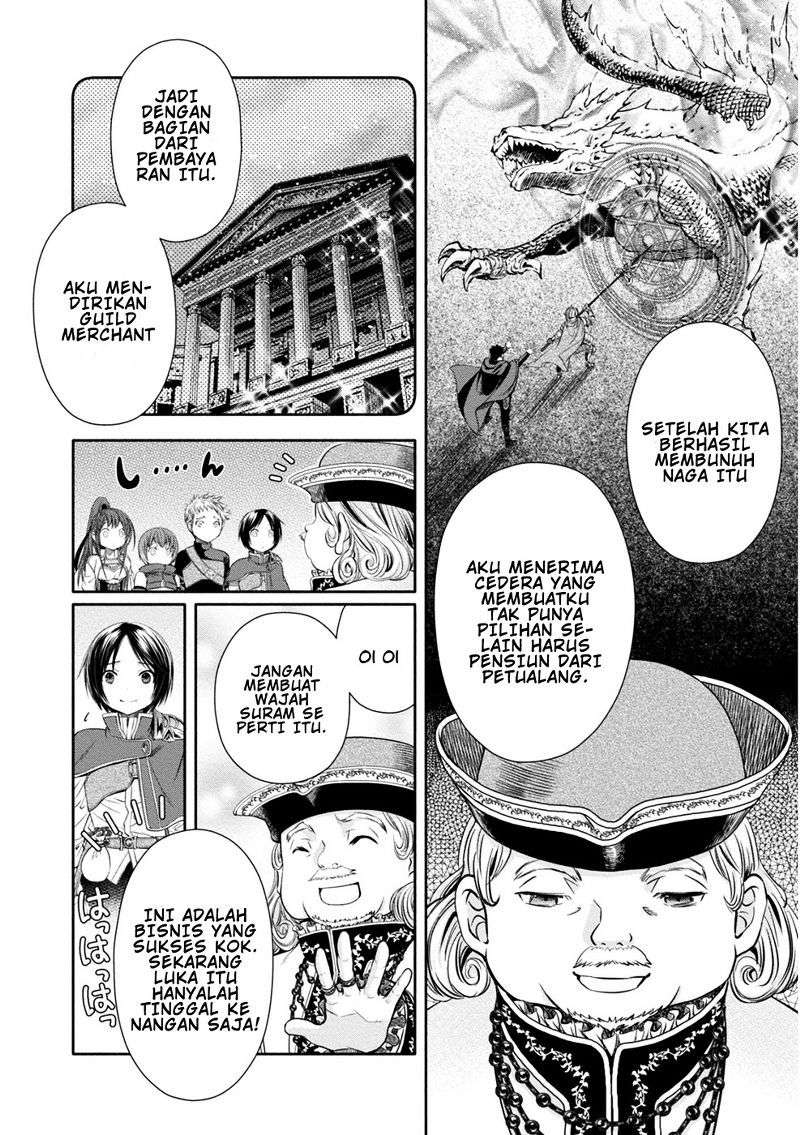 SETELAH KITA
BERHASIL
MEMBUNUH
NAGA ITU
AKU MENERIMA
CEDERA YANG
MEMBUATKU
TAK PUNYA
PILIHAN SE-
LAIN HARUS
PENSIUN DARI
PETUALANG.
JADI
DENGAN
BAGIAN
DARI
PEMBAYA
RAN ITU.
AKU MEN-
DIRIKAN
GUILD
MERCHANT
し……ん
OI OI
JANGAN
MEMBUAT
WAJAH
SURAM SE
PERTI ITU.
INI ADALAH
BISNIS YANG
SUKSES KOK.
SEKARANG
LUKA ITU
HANYALAH
TINGGAL KE
NANGAN SAJA!
はっはっはっ